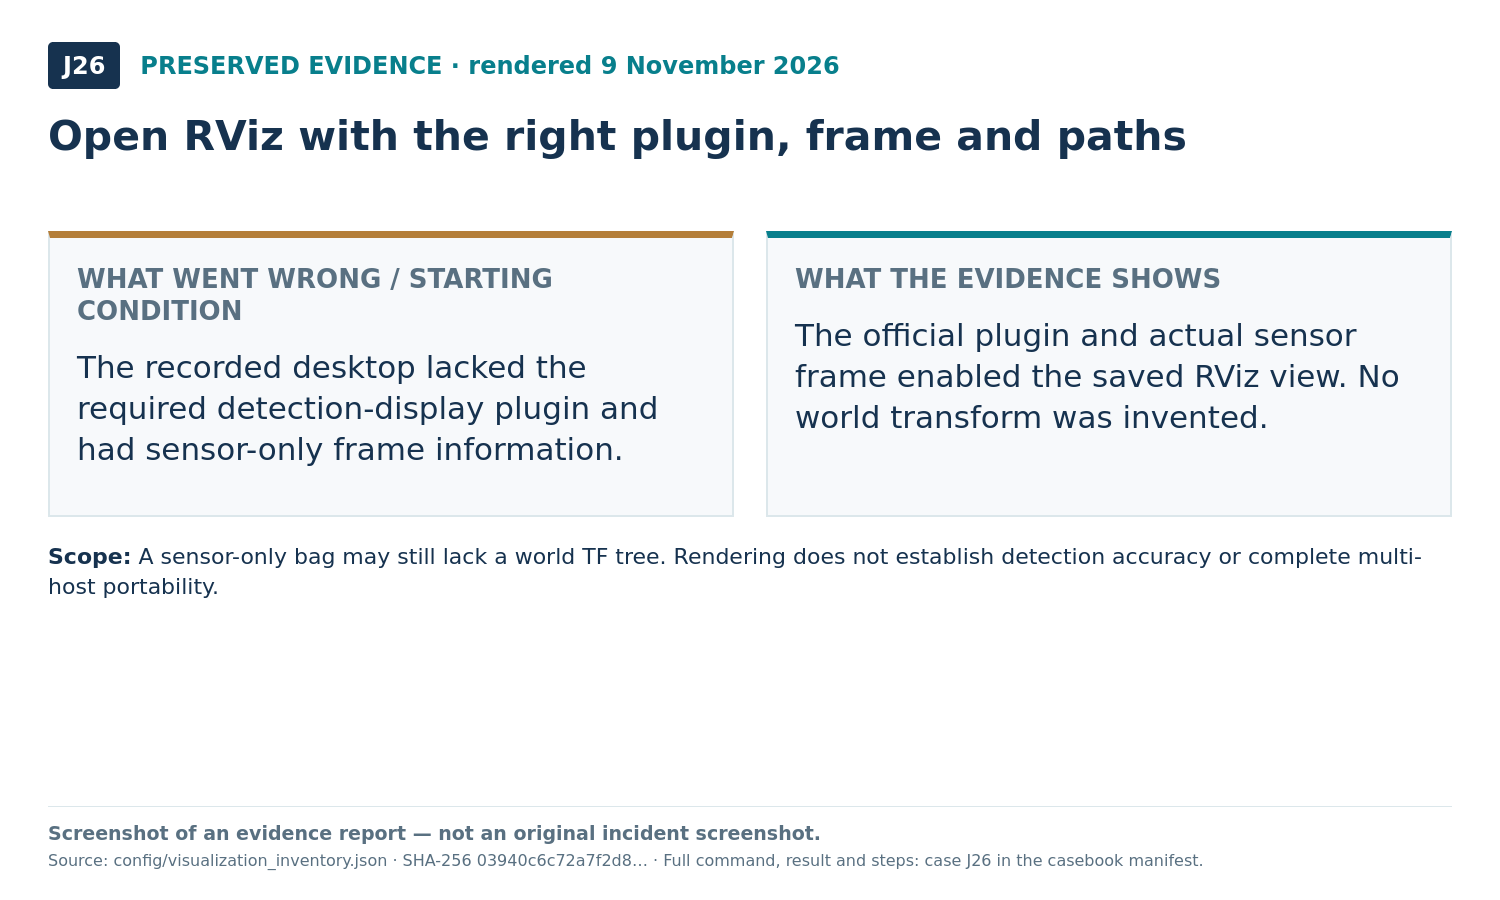 J26
PRESERVED EVIDENCE · rendered 9 November 2026
Open RViz with the right plugin, frame and paths
WHAT WENT WRONG / STARTING
CONDITION
The recorded desktop lacked the
required detection-display plugin and
had sensor-only frame information.
WHAT THE EVIDENCE SHOWS
The official plugin and actual sensor
frame enabled the saved RViz view. No
world transform was invented.
Scope: A sensor-only bag may still lack a world TF tree. Rendering does not establish detection accuracy or complete multi-
host portability.
Screenshot of an evidence report — not an original incident screenshot.
Source: config/visualization_inventory.json · SHA-256 03940c6c72a7f2d8… · Full command, result and steps: case J26 in the casebook manifest.